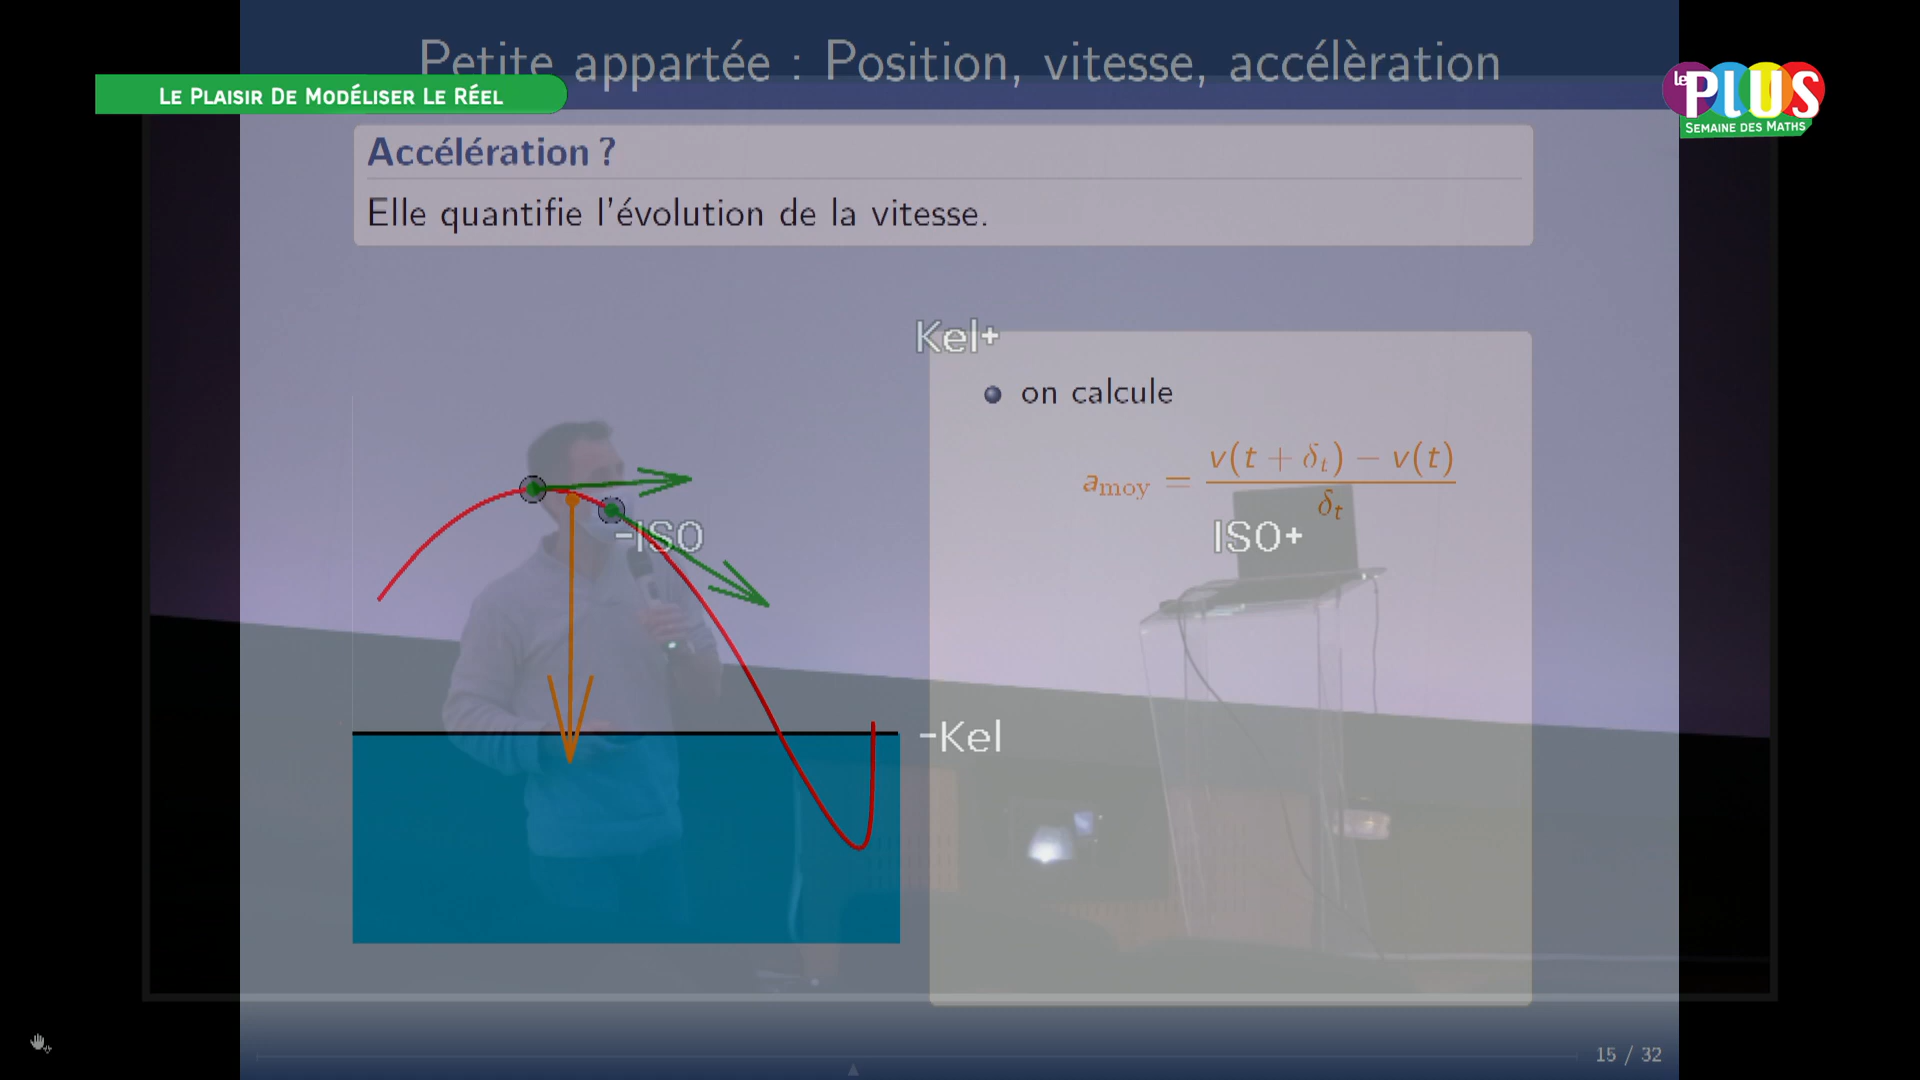 Petite appartée : Position, vitesse, accélèration
Le Plaisir De Modéliser Le Réel
le PLUS
Semaine des Maths
Accélération ?
Elle quantifie l'évolution de la vitesse.
Kel+
on calcule
a_moy = (v(t + δ_t) − v(t)) / δ_t
-ISO
ISO+
-Kel
15 / 32